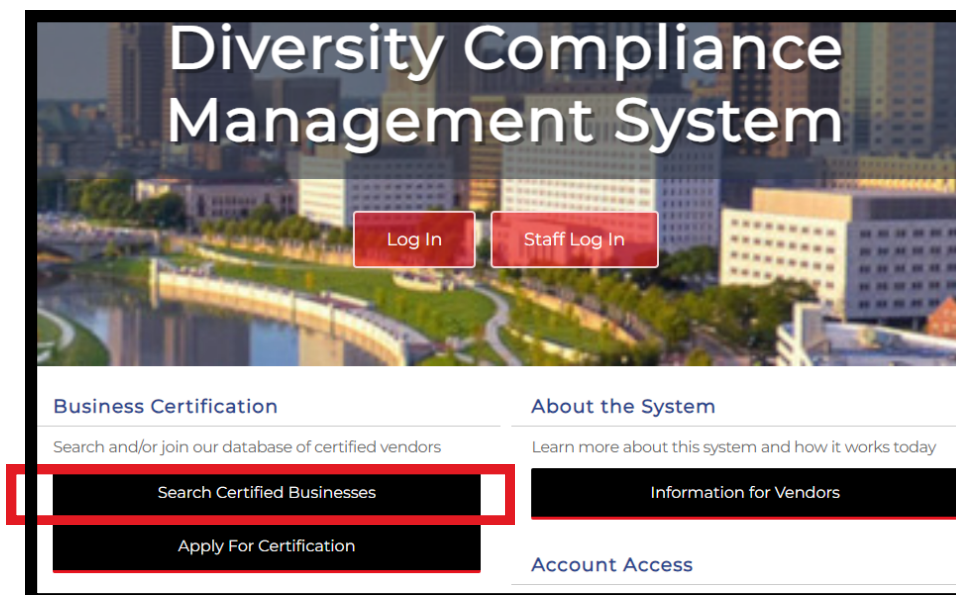 Diversity Compliance
Management System
Log In
Staff Log In
Business Certification
Search and/or join our database of certified vendors
Search Certified Businesses
Apply For Certification
About the System
Learn more about this system and how it works today
Information for Vendors
Account Access